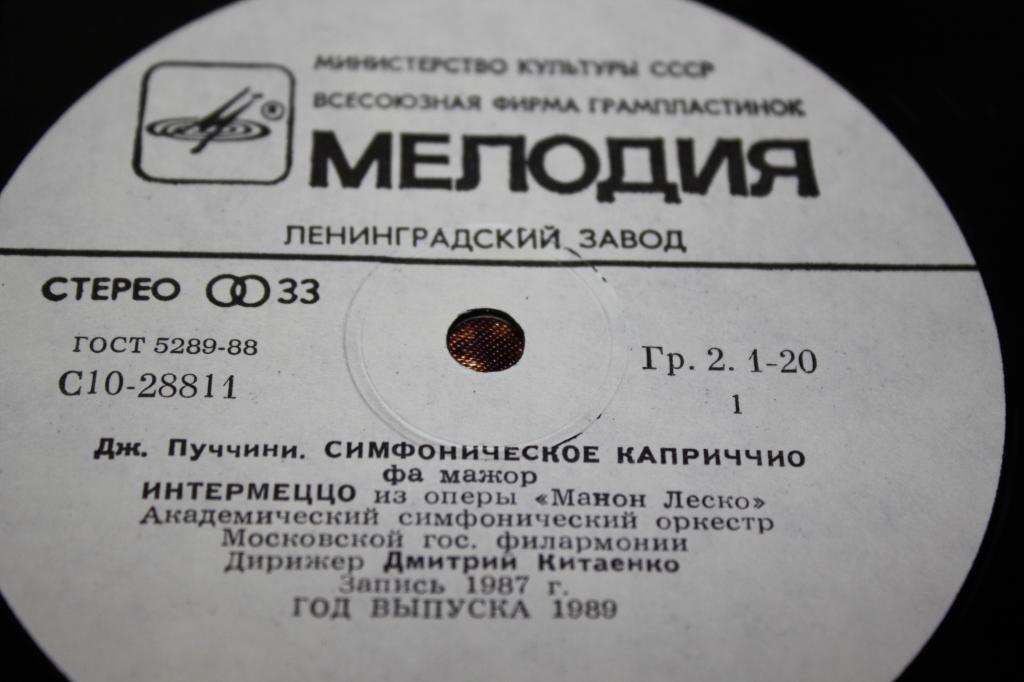 МИНИСТЕРСТВО КУЛЬТУРЫ СССР
ВСЕСОЮЗНАЯ ФИРМА ГРАМПЛАСТИНОК
®
МЕЛОДИЯ
ЛЕНИНГРАДСКИЙ ЗАВОД
СТЕРЕО 33
ГОСТ 5289-88
С10-28811
Гр. 2. 1-20
1
Дж. Пуччини. СИМФОНИЧЕСКОЕ КАПРИЧЧИО
фа мажор
ИНТЕРМЕЦЦО из оперы «Манон Леско»
Академический симфонический оркестр
Московской гос. филармонии
Дирижер Дмитрий Китаенко
Запись 1987 г.
ГОД ВЫПУСКА 1989